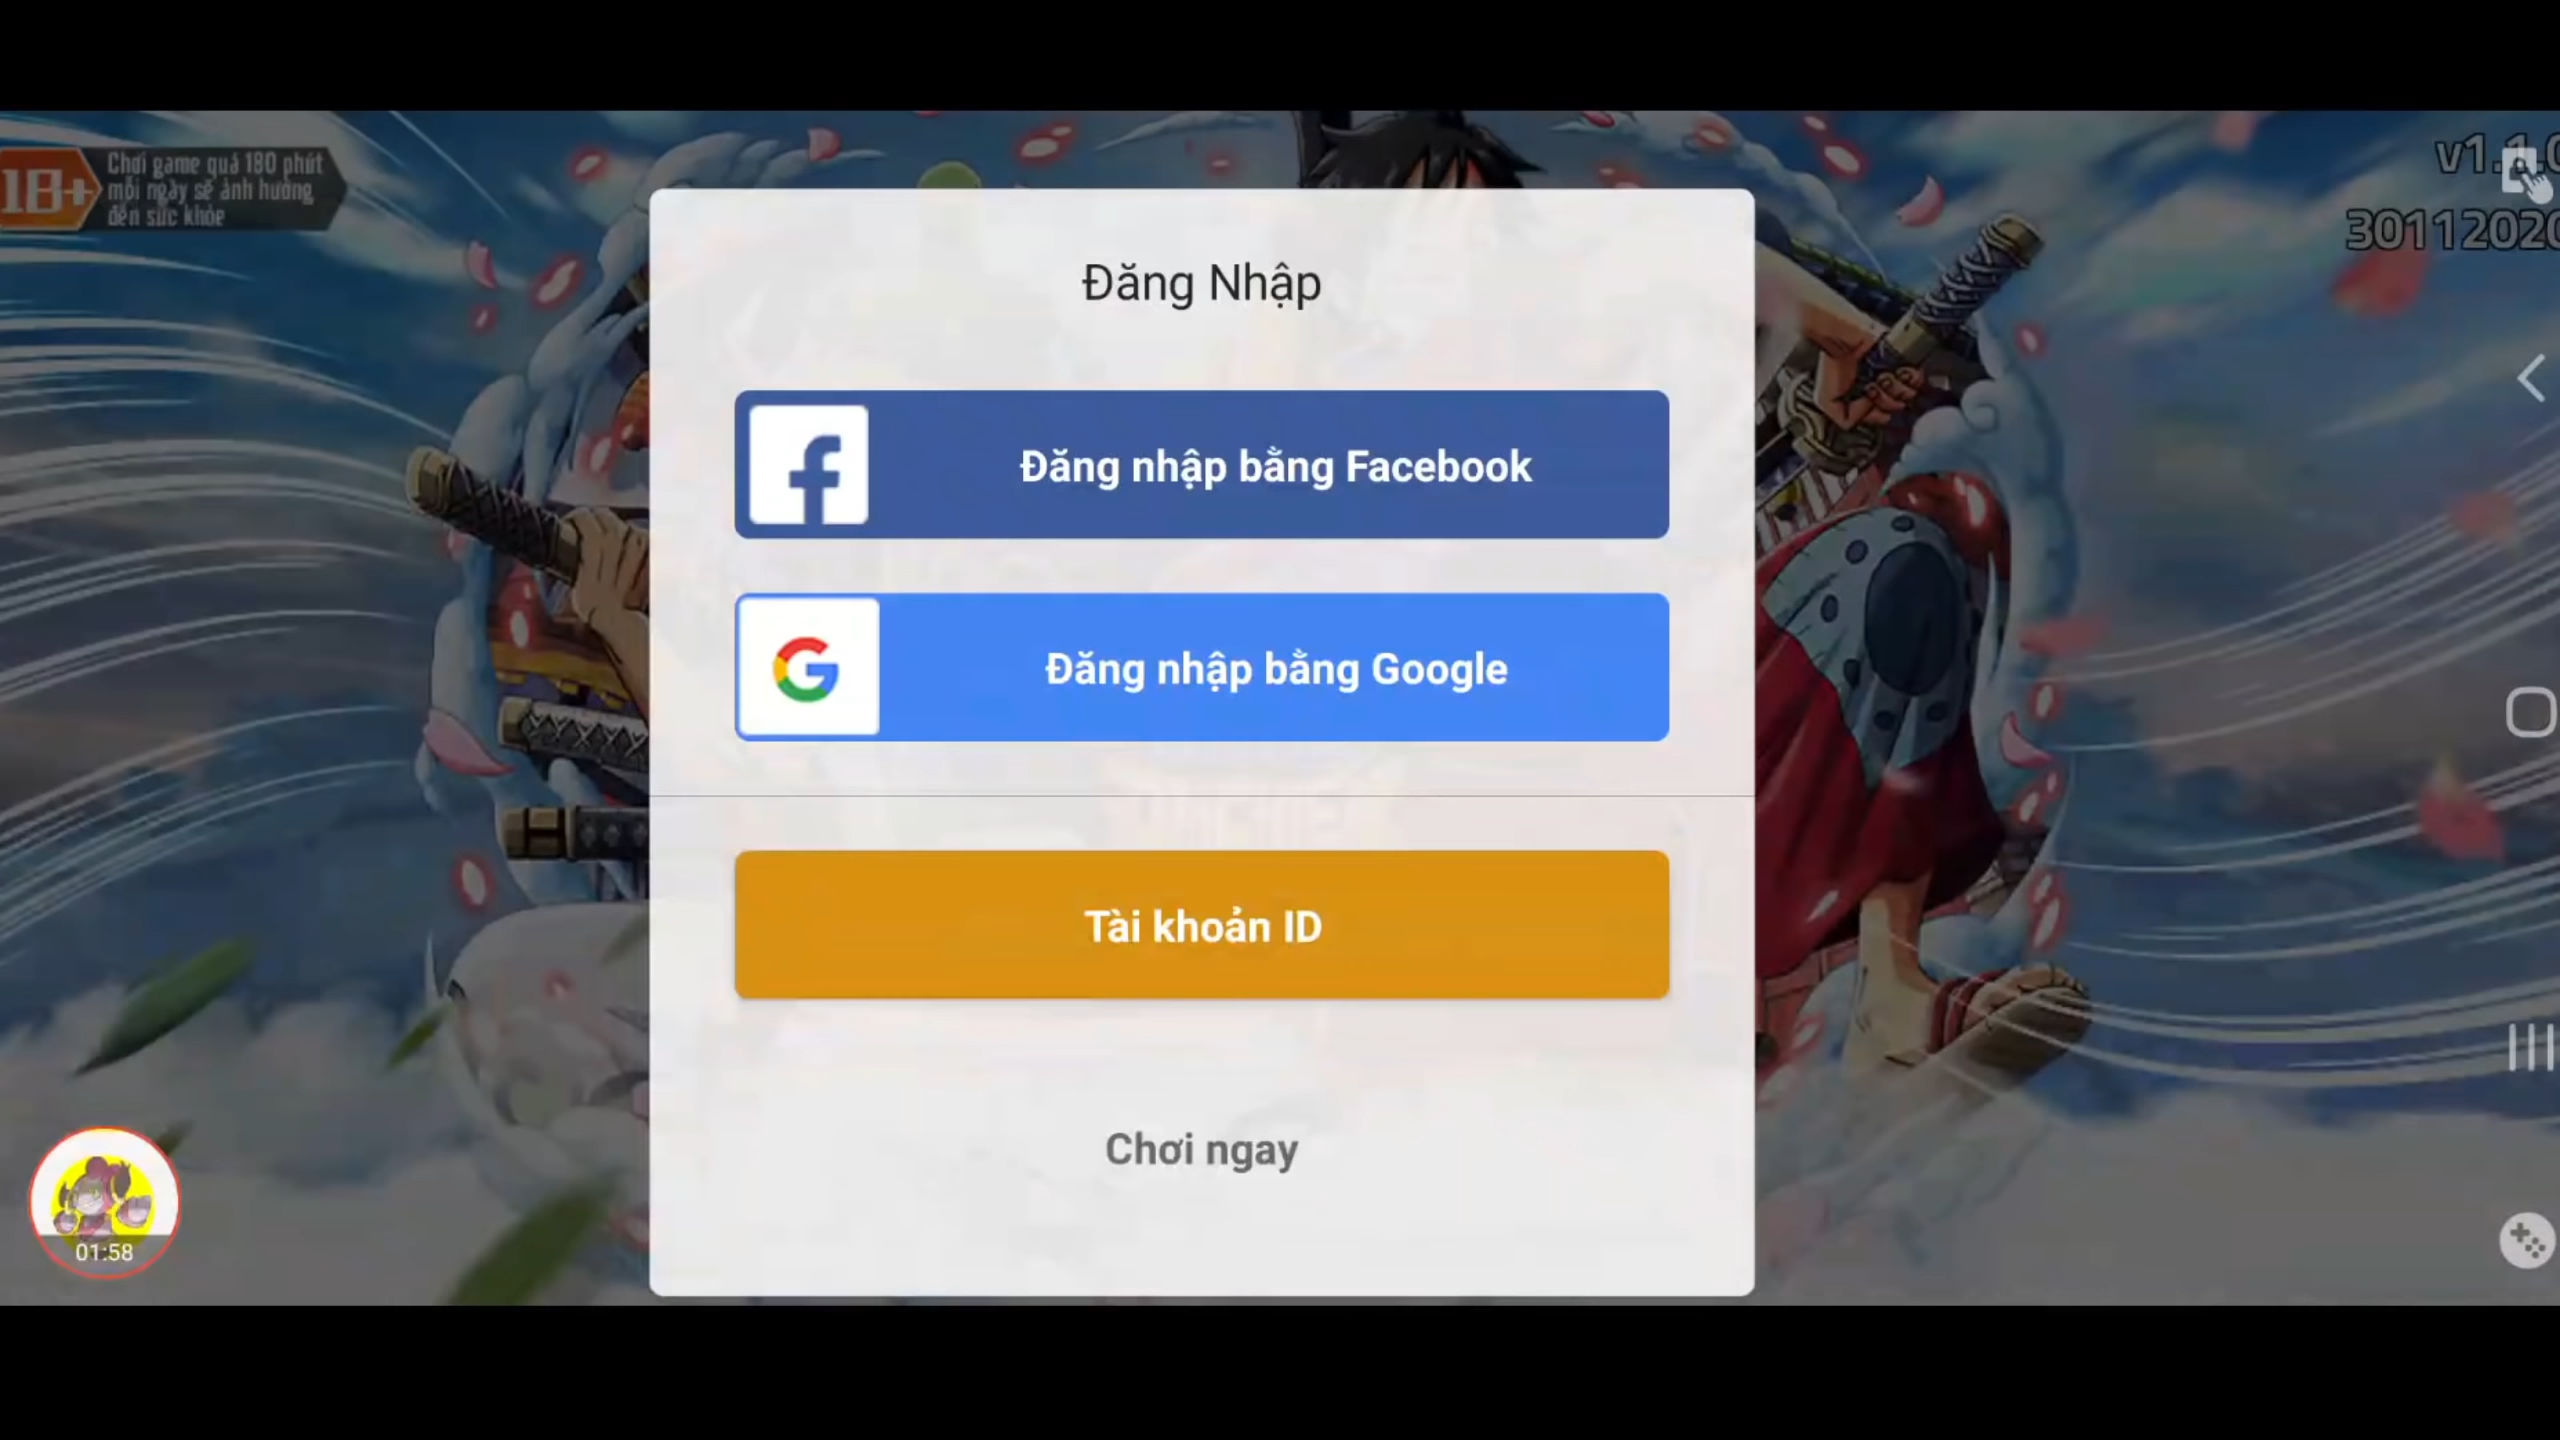 18+
Chơi game quá 180 phút
mỗi ngày sẽ ảnh hưởng
đến sức khỏe
30112020
Đăng Nhập
Đăng nhập bằng Facebook
Đăng nhập bằng Google
Tài khoản ID
Chơi ngay
01:58